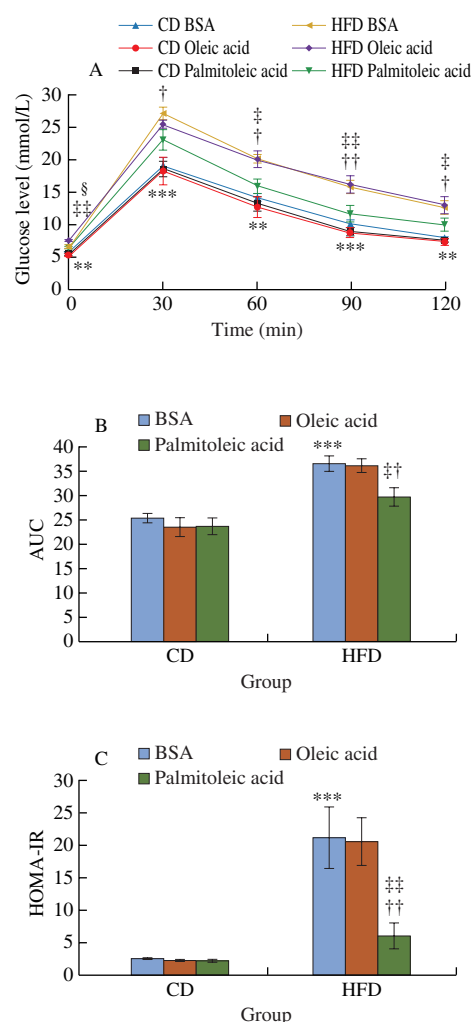 CD BSA HFD BSA
CD Oleic acid HFD Oleic acid
A CD Palmitoleic acid HFD Palmitoleic acid
Glucose level (mmol/L)
30
25
20
15
10
5
0
§
‡‡
**
†
***
‡
†
**
‡‡
††
***
‡
†
**
0 30 60 90 120
Time (min)
B BSA Oleic acid
Palmitoleic acid
AUC
40
35
30
25
20
15
10
5
0
***
‡††
CD HFD
Group
C BSA Oleic acid
Palmitoleic acid
HOMA-IR
30
25
20
15
10
5
0
***
‡‡
††
CD HFD
Group